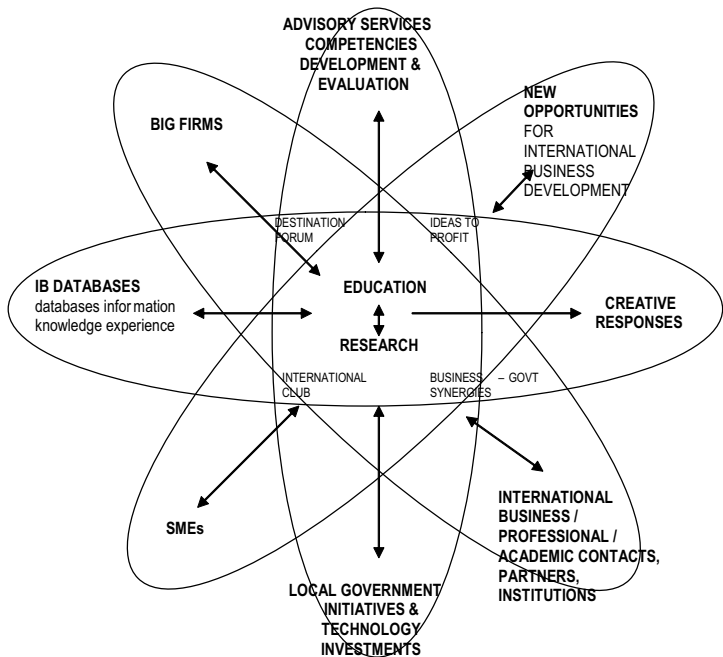 ADVISORY SERVICES
COMPETENCIES
DEVELOPMENT &
EVALUATION
BIG FIRMS
NEW
OPPORTUNITIES
FOR
INTERNATIONAL
BUSINESS
DEVELOPMENT
DESTINATION
FORUM
IDEAS TO
PROFIT
IB DATABASES
databases information
knowledge experience
EDUCATION
RESEARCH
CREATIVE
RESPONSES
INTERNATIONAL
CLUB
BUSINESS – GOVT
SYNERGIES
SMEs
INTERNATIONAL
BUSINESS /
PROFESSIONAL /
ACADEMIC CONTACTS,
PARTNERS,
INSTITUTIONS
LOCAL GOVERNMENT
INITIATIVES &
TECHNOLOGY
INVESTMENTS